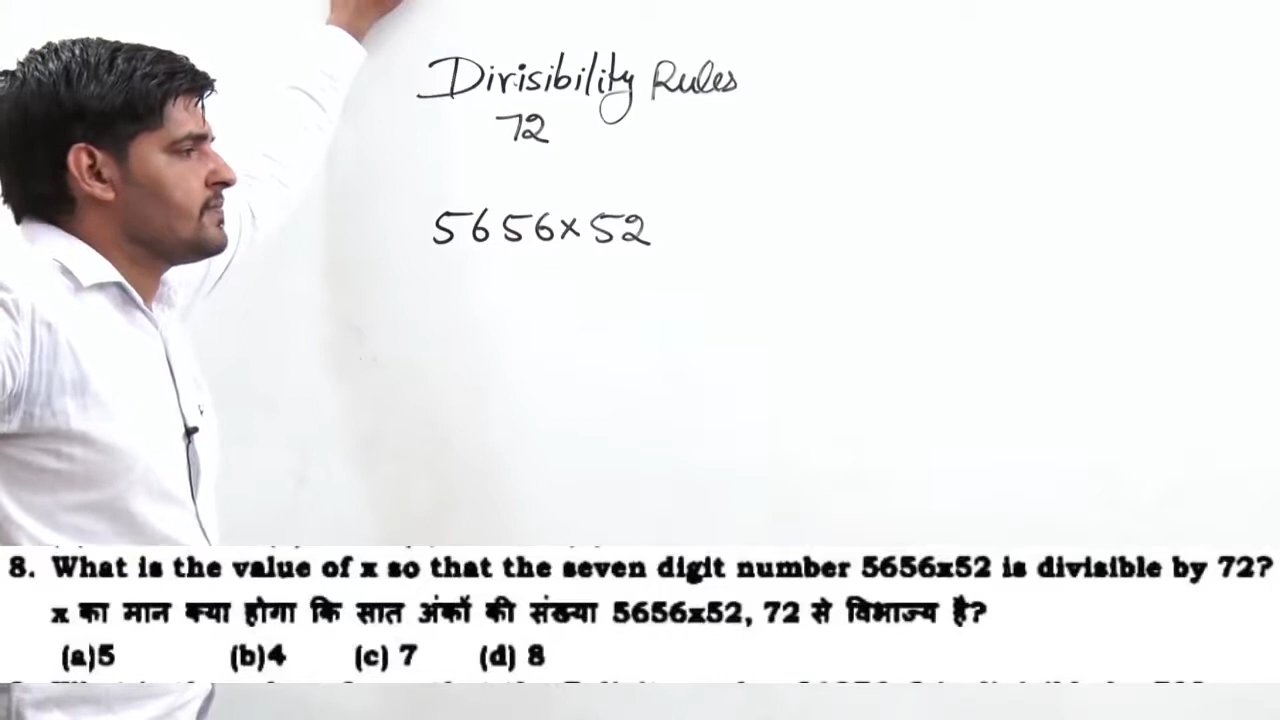 Divisibility Rules
72
5656x52
8. What is the value of x so that the seven digit number 5656x52 is divisible by 72?
x का मान क्या होगा कि सात अंकों की संख्या 5656x52, 72 से विभाज्य है?
(a)5 (b)4 (c) 7 (d) 8